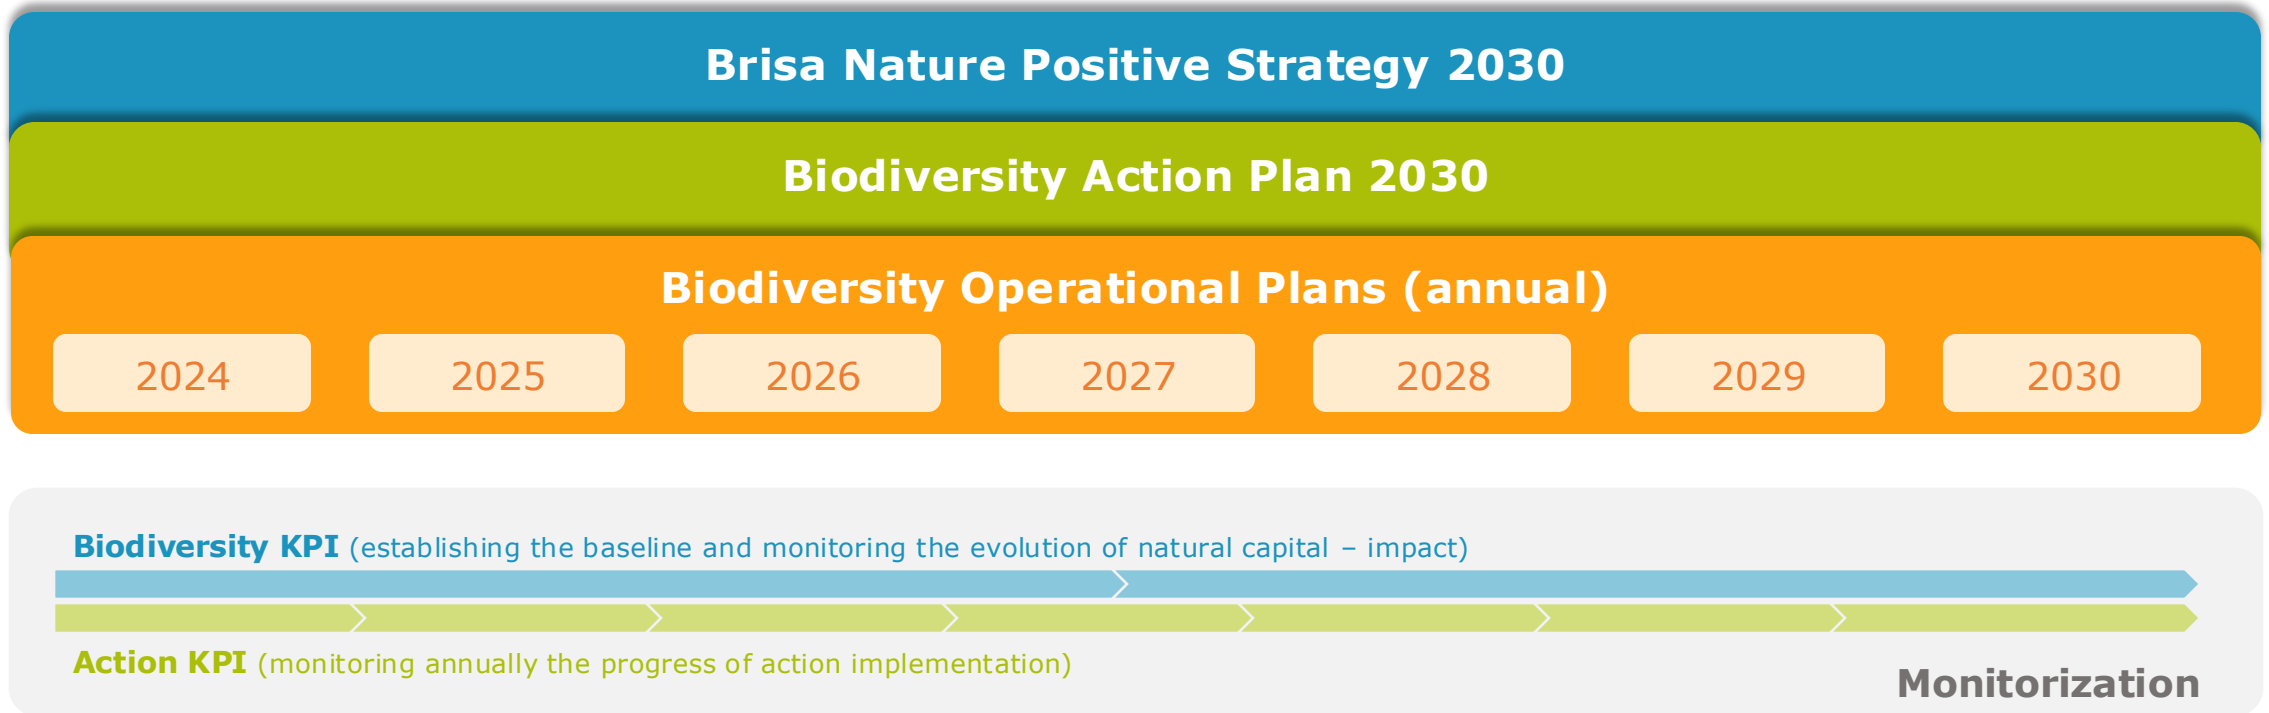 Brisa Nature Positive Strategy 2030
Biodiversity Action Plan 2030
Biodiversity Operational Plans (annual)
2024 2025 2026 2027 2028 2029 2030
Biodiversity KPI (establishing the baseline and monitoring the evolution of natural capital – impact)
Action KPI (monitoring annually the progress of action implementation)
Monitorization